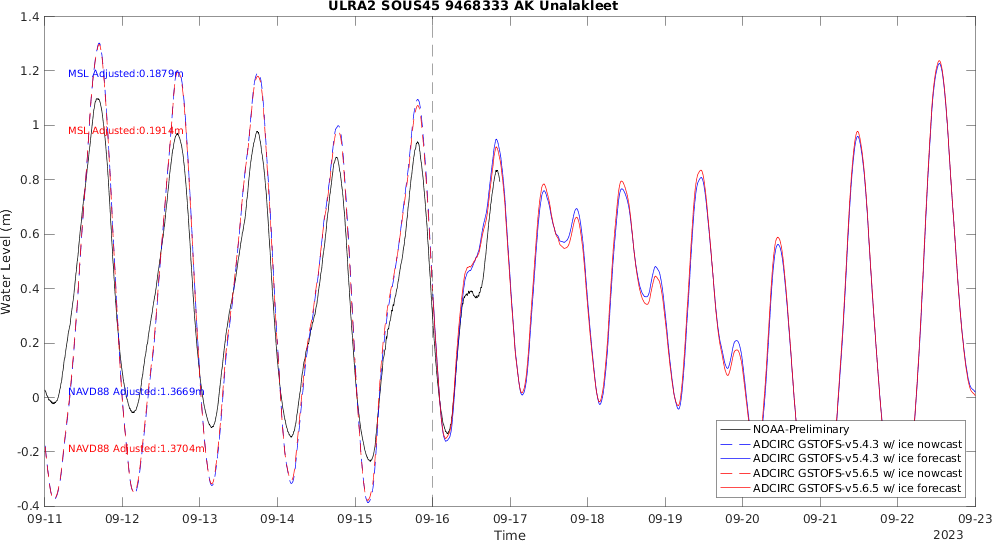 ULRA2 SOUS45 9468333 AK Unalakleet
1.4
1.2
1
0.8
0.6
0.4
0.2
0
-0.2
-0.4
Water Level (m)
MSL Adjusted:0.1879m
MSL Adjusted:0.1914m
NAVD88 Adjusted:1.3669m
NAVD88 Adjusted:1.3704m
NOAA-Preliminary
ADCIRC GSTOFS-v5.4.3 w/ ice nowcast
ADCIRC GSTOFS-v5.4.3 w/ ice forecast
ADCIRC GSTOFS-v5.6.5 w/ ice nowcast
ADCIRC GSTOFS-v5.6.5 w/ ice forecast
09-11 09-12 09-13 09-14 09-15 09-16 09-17 09-18 09-19 09-20 09-21 09-22 09-23
Time
2023